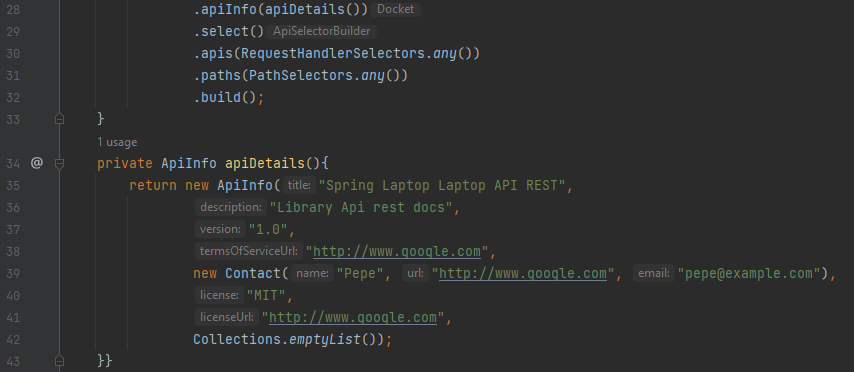 28 .apiInfo(apiDetails()) Docket
29 .select() ApiSelectorBuilder
30 .apis(RequestHandlerSelectors.any())
31 .paths(PathSelectors.any())
32 .build();
33 }
1 usage
34 @ private ApiInfo apiDetails(){
35 return new ApiInfo( title: "Spring Laptop Laptop API REST",
36 description: "Library Api rest docs",
37 version: "1.0",
38 termsOfServiceUrl: "http://www.google.com",
39 new Contact( name: "Pepe", url: "http://www.google.com", email: "pepe@example.com"),
40 license: "MIT",
41 licenseUrl: "http://www.google.com",
42 Collections.emptyList());
43 }}